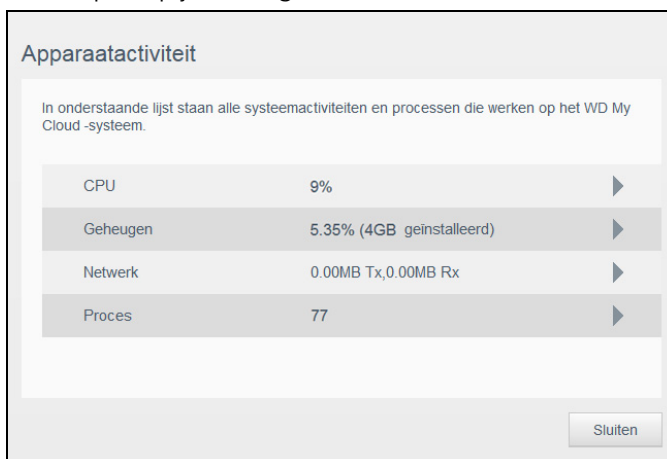 Apparaatactiviteit
In onderstaande lijst staan alle systeemactiviteiten en processen die werken op het WD My
Cloud -systeem.
CPU 9%
Geheugen 5.35% (4GB geïnstalleerd)
Netwerk 0.00MB Tx,0.00MB Rx
Proces 77
Sluiten